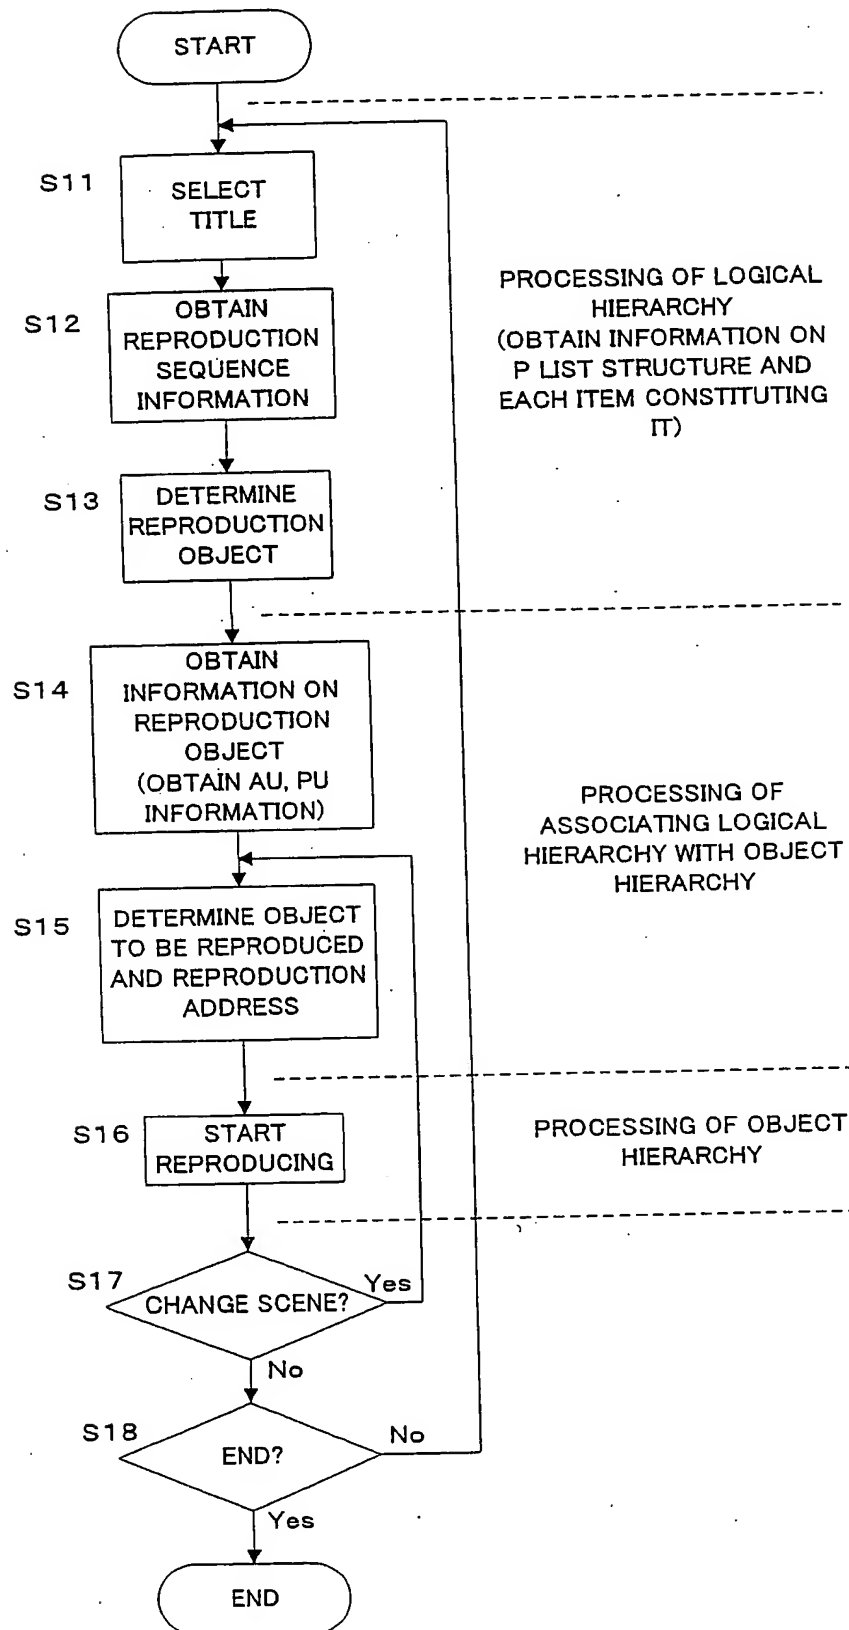 START
S11
SELECT
TITLE
S12
OBTAIN
REPRODUCTION
SEQUENCE
INFORMATION
PROCESSING OF LOGICAL
HIERARCHY
(OBTAIN INFORMATION ON
P LIST STRUCTURE AND
EACH ITEM CONSTITUTING
IT)
S13
DETERMINE
REPRODUCTION
OBJECT
S14
OBTAIN
INFORMATION ON
REPRODUCTION
OBJECT
(OBTAIN AU, PU
INFORMATION)
PROCESSING OF
ASSOCIATING LOGICAL
HIERARCHY WITH OBJECT
HIERARCHY
S15
DETERMINE OBJECT
TO BE REPRODUCED
AND REPRODUCTION
ADDRESS
S16
START
REPRODUCING
PROCESSING OF OBJECT
HIERARCHY
S17
CHANGE SCENE?
Yes
No
S18
END?
No
Yes
END